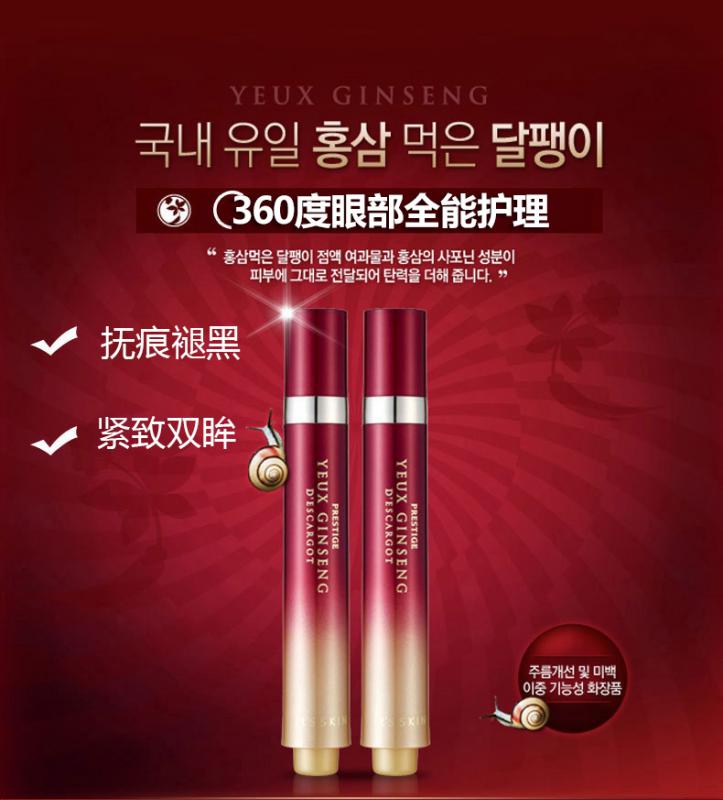 YEUX GINSENG
국내 유일 홍삼 먹은 달팽이
360度眼部全能护理
“ 홍삼먹은 달팽이 점액 여과물과 홍삼의 사포닌 성분이
피부에 그대로 전달되어 탄력을 더해 줍니다. ”
抚痕褪黑
紧致双眸
PRESTIGE
YEUX GINSENG
D'ESCARGOT
PRESTIGE
YEUX GINSENG
D'ESCARGOT
주름개선 및 미백
이중 기능성 화장품
IT'S SKIN
IT'S SKIN